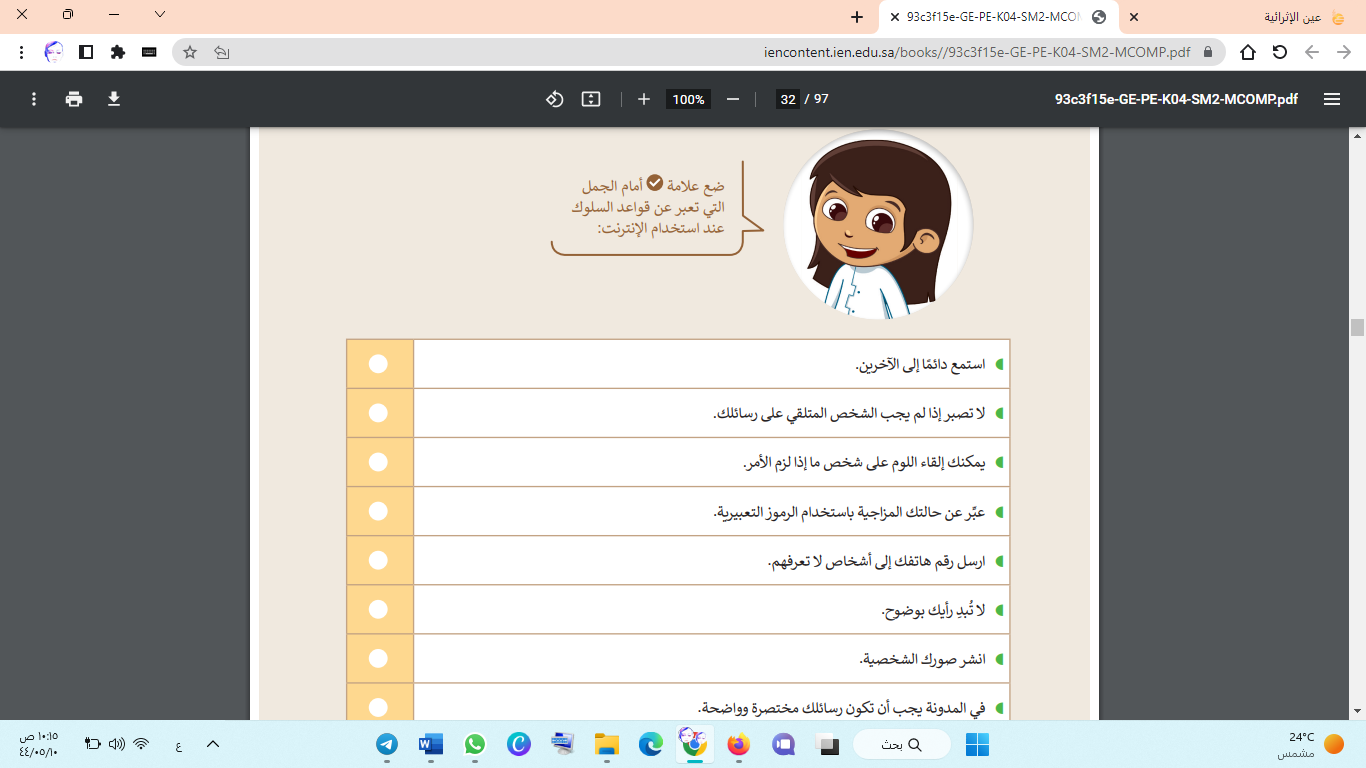 93c3f15e-GE-PE-K04-SM2-MCOM
عين الإثرائية
iencontent.ien.edu.sa/books//93c3f15e-GE-PE-K04-SM2-MCOMP.pdf
100%
32 / 97
93c3f15e-GE-PE-K04-SM2-MCOMP.pdf
ضع علامة أمام الجمل
التي تعبر عن قواعد السلوك
عند استخدام الإنترنت:
استمع دائمًا إلى الآخرين.
لا تصبر إذا لم يجب الشخص المتلقي على رسائلك.
يمكنك إلقاء اللوم على شخص ما إذا لزم الأمر.
عبِّر عن حالتك المزاجية باستخدام الرموز التعبيرية.
ارسل رقم هاتفك إلى أشخاص لا تعرفهم.
لا تُبدِ رأيك بوضوح.
انشر صورك الشخصية.
في المدونة يجب أن تكون رسائلك مختصرة وواضحة.
١٠:١٥ ص
٤٤/٠٥/١٠
ع
بحث
24°C
مشمس